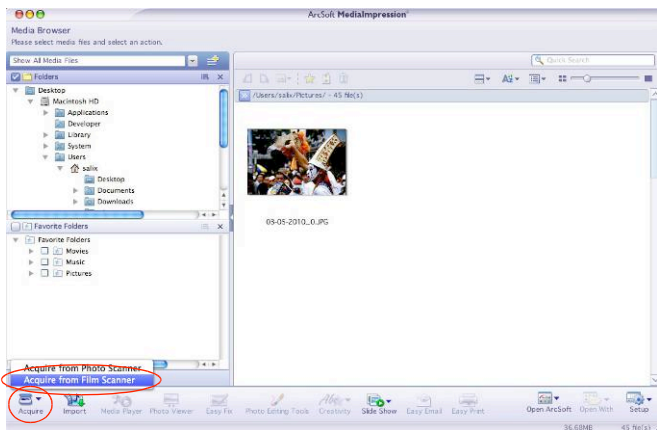 ArcSoft MediaImpression
Media Browser
Please select media files and select an action.
Show All Media Files
Quick Search
Folders
/Users/salix/Pictures/ - 45 file(s)
Desktop
Macintosh HD
Applications
Developer
Library
System
Users
salix
Desktop
Documents
Downloads
03-05-2010_0.JPG
Favorite Folders
Favorite Folders
Movies
Music
Pictures
Acquire from Photo Scanner
Acquire from Film Scanner
Acquire Import Media Player Photo Viewer Easy Fix Photo Editing Tools Creativity Slide Show Easy Email Easy Print Open ArcSoft Open With Setup
36.68MB 45 file(s)